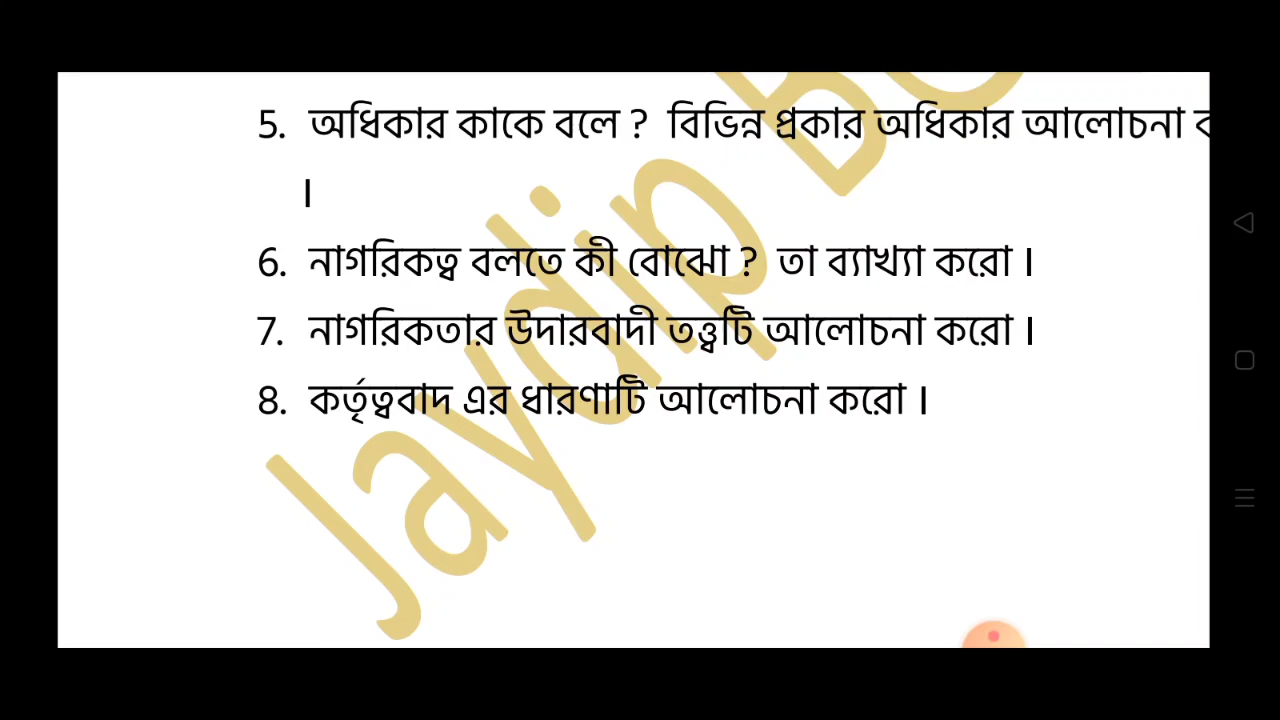 5. অধিকার কাকে বলে ? বিভিন্ন প্রকার অধিকার আলোচনা
।
6. নাগরিকত্ব বলতে কী বোঝো ? তা ব্যাখ্যা করো ।
7. নাগরিকতার উদারবাদী তত্ত্বটি আলোচনা করো ।
8. কর্তৃত্ববাদ এর ধারণাটি আলোচনা করো ।
Jaydip